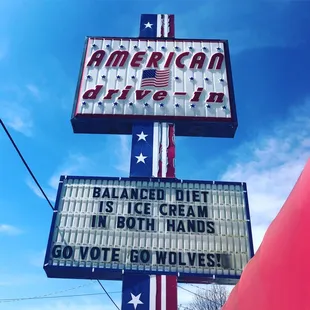 AMERICAN
drive-in
BALANCED DIET
IS ICE CREAM
IN BOTH HANDS
GO VOTE GO WOLVES!